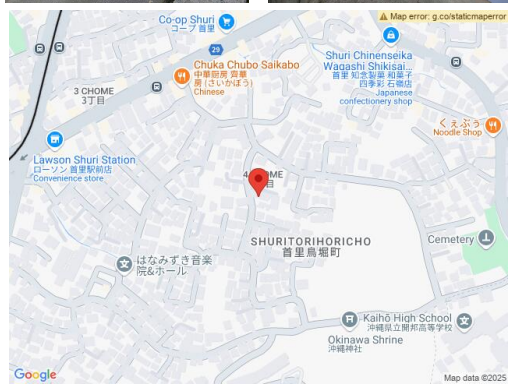 Co-op Shuri
コープ 首里
Map error: g.co/staticmaperror
29
Chuka Chubo Saikabo
中華厨房 齊華
房 (さいかぼう)
Chinese
Shuri Chinenseika
Wagashi Shikisai...
首里 知念製菓 和菓子
四季彩 石嶺店
Japanese
confectionery shop
3 CHOME
3丁目
くぇぶぅ
Noodle Shop
Lawson Shuri Station
ローソン 首里駅前店
Convenience store
SHURITORIHORICHO
首里鳥堀町
Cemetery
はなみずき音楽
院&ホール
Kaihō High School
沖縄県立開邦高等学校
Okinawa Shrine
沖縄神社
Google
Map data ©2025